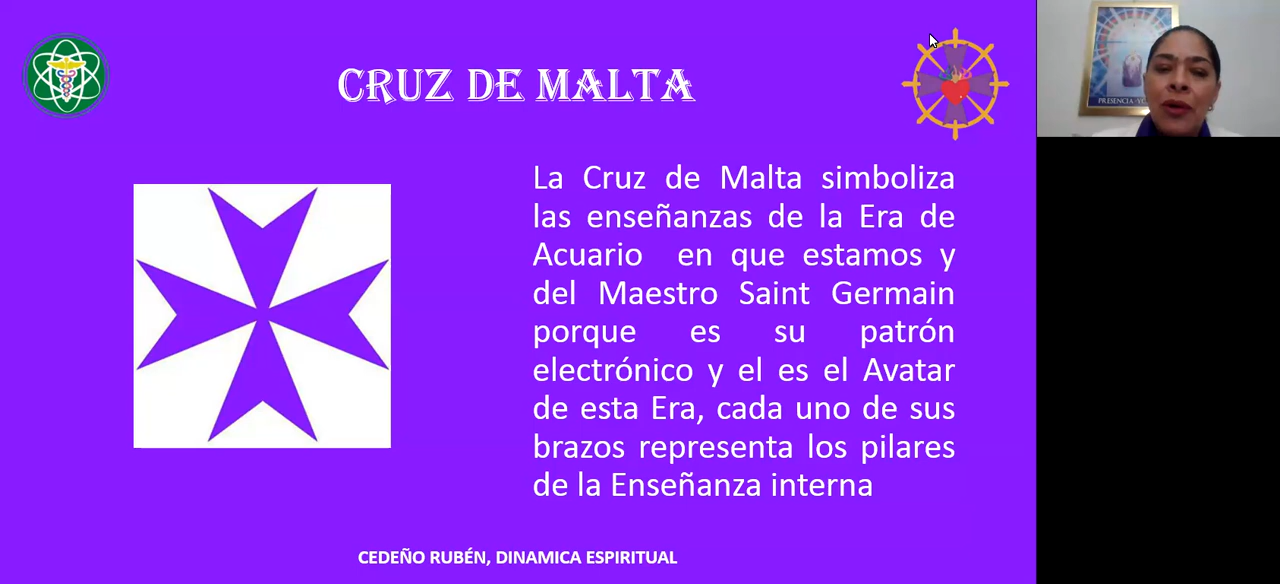 CRUZ DE MALTA
La Cruz de Malta simboliza
las enseñanzas de la Era de
Acuario en que estamos y
del Maestro Saint Germain
porque es su patrón
electrónico y el es el Avatar
de esta Era, cada uno de sus
brazos representa los pilares
de la Enseñanza interna
CEDEÑO RUBÉN, DINAMICA ESPIRITUAL
PRESENCIA